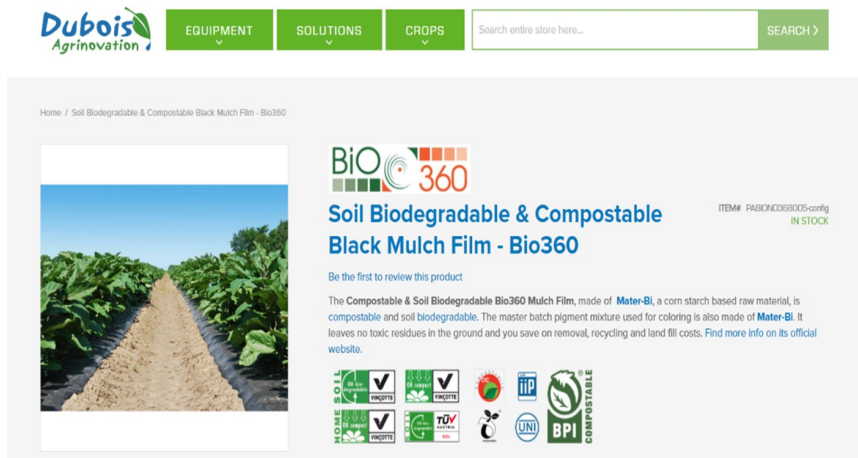 Dubois
Agrinovation
EQUIPMENT
SOLUTIONS
CROPS
Search entire store here...
SEARCH >
Home / Soil Biodegradable & Compostable Black Mulch Film - Bio360
BiO
360
Soil Biodegradable & Compostable
Black Mulch Film - Bio360
ITEM# PABIONO368005-config
IN STOCK
Be the first to review this product
The Compostable & Soil Biodegradable Bio360 Mulch Film, made of Mater-Bi, a corn starch based raw material, is
compostable and soil biodegradable. The master batch pigment mixture used for coloring is also made of Mater-Bi. It
leaves no toxic residues in the ground and you save on removal, recycling and land fill costs. Find more info on its official
website.
SOIL
VINÇOTTE
OK compost
VINÇOTTE
iiP
HOME
OK compost
VINÇOTTE
TÜV
AUSTRIA
UNI
BPI
COMPOSTABLE